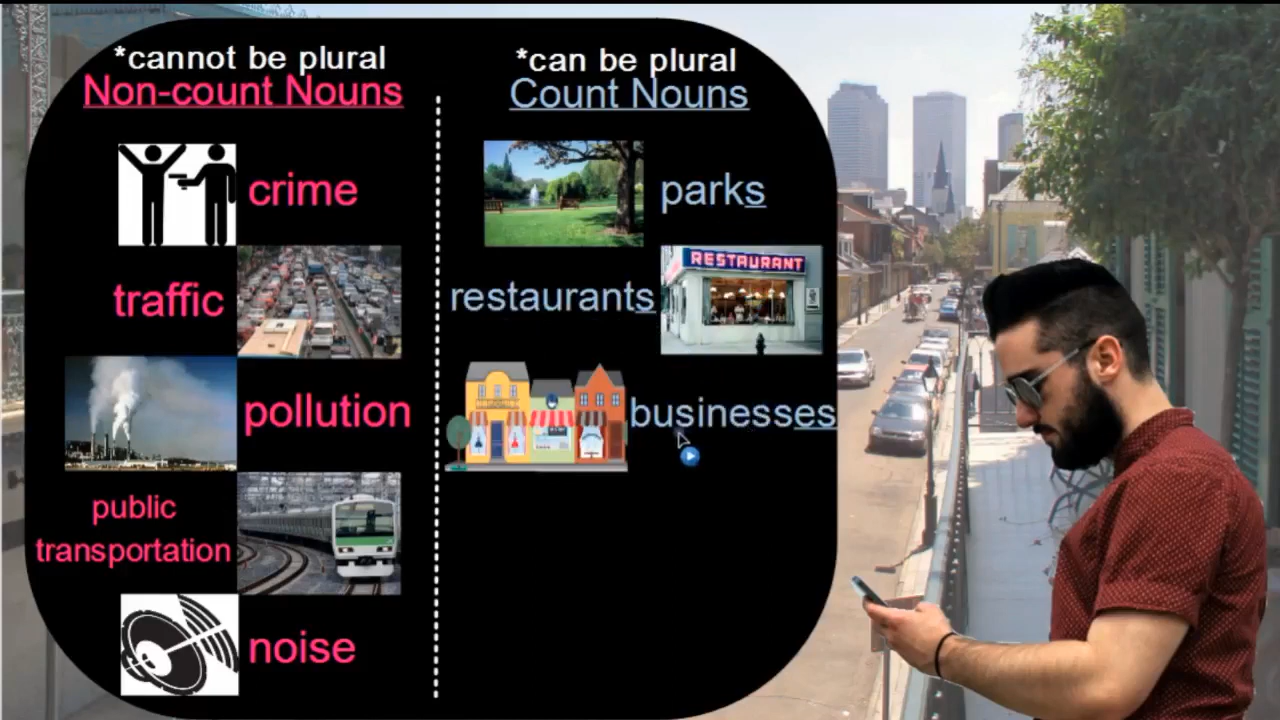 *cannot be plural
Non-count Nouns
crime
traffic
pollution
public
transportation
noise
*can be plural
Count Nouns
parks
RESTAURANT
restaurants
businesses